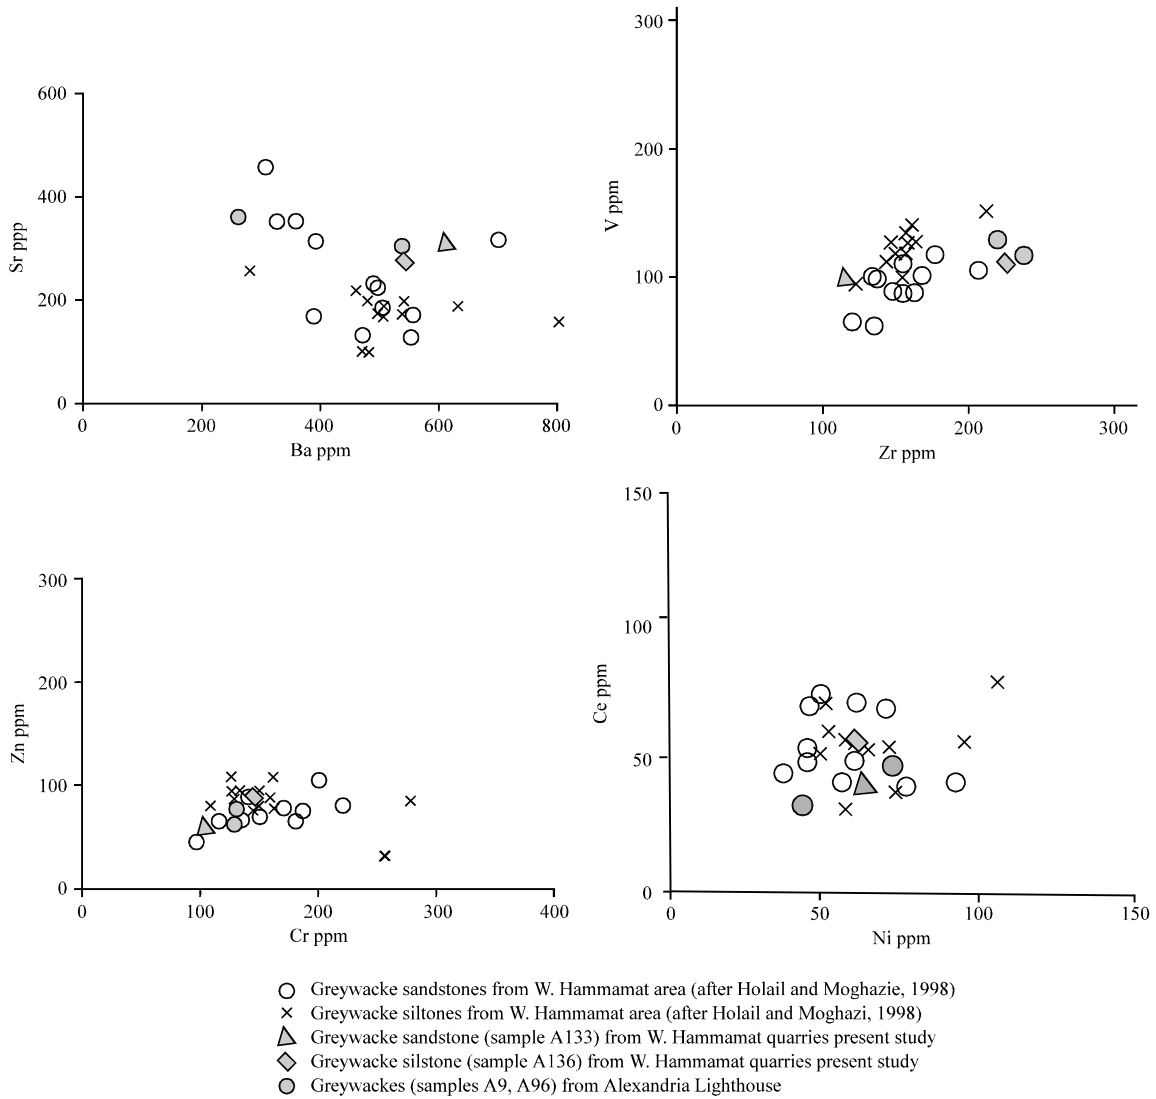 600
400
200
0
Sr ppp
0
200
400
600
800
Ba ppm
300
200
100
0
V ppm
0
100
200
300
Zr ppm
300
200
100
0
Zn ppm
0
100
200
300
400
Cr ppm
150
100
50
0
Ce ppm
0
50
100
150
Ni ppm
Greywacke sandstones from W. Hammamat area (after Holail and Moghazie, 1998)
Greywacke siltones from W. Hammamat area (after Holail and Moghazi, 1998)
Greywacke sandstone (sample A133) from W. Hammamat quarries present study
Greywacke silstone (sample A136) from W. Hammamat quarries present study
Greywackes (samples A9, A96) from Alexandria Lighthouse